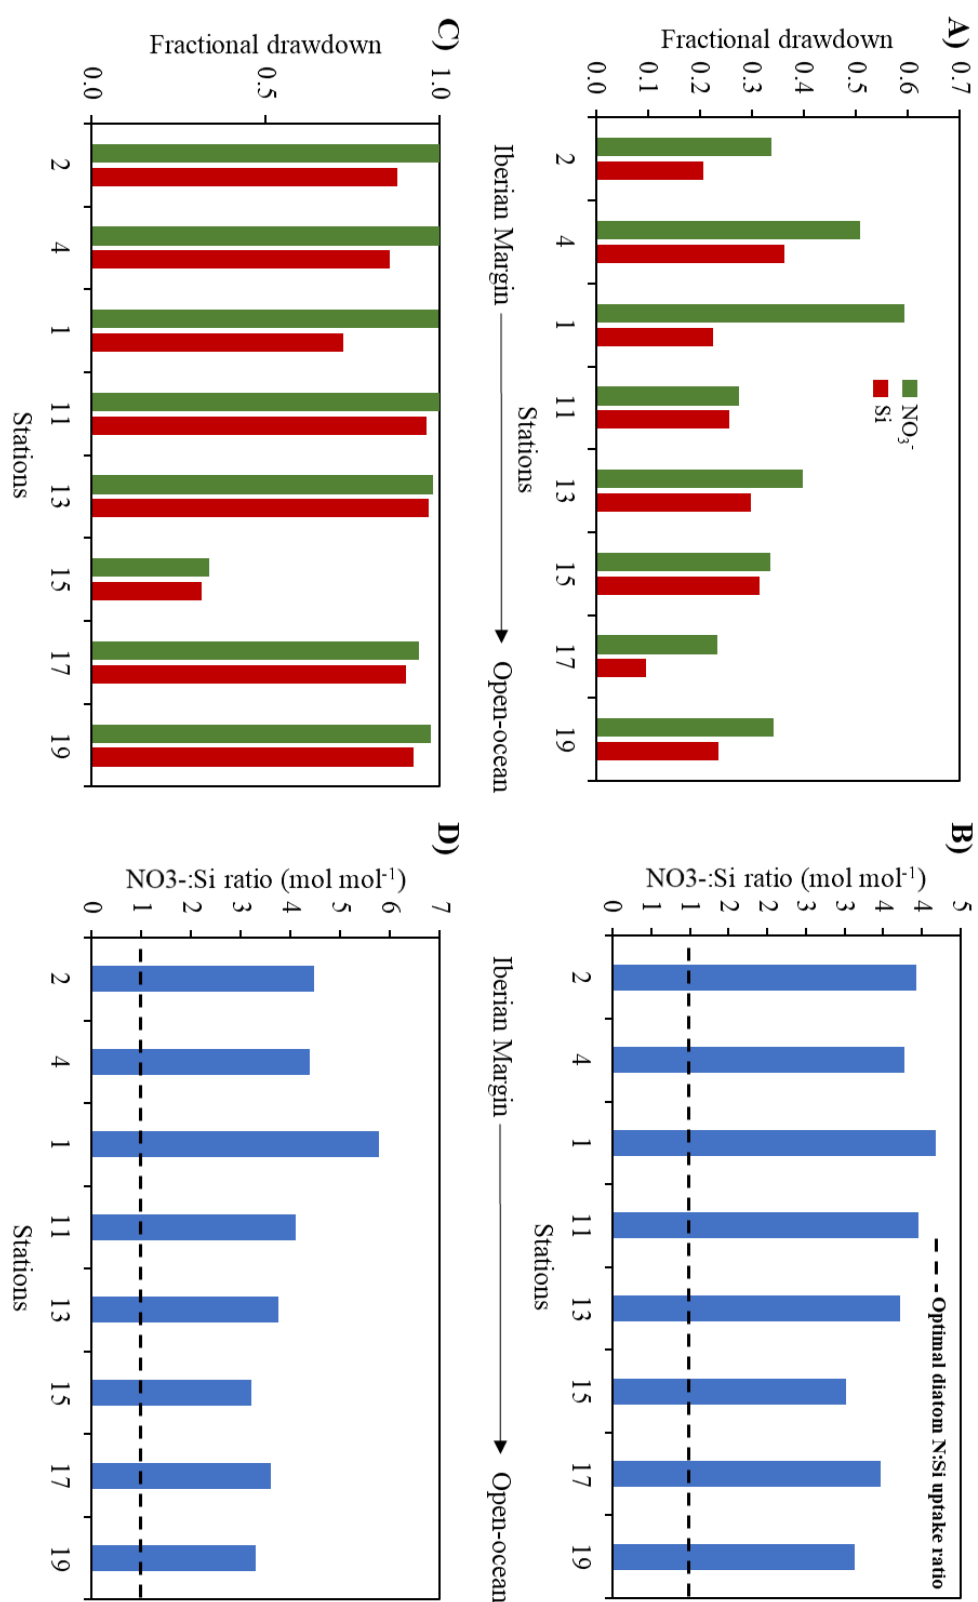 A)
Fractional drawdown
0.7
0.6
0.5
0.4
0.3
0.2
0.1
0.0
NO₃⁻
Si
2 4 1 11 13 15 17 19
Stations
Iberian Margin Open-ocean
B)
NO3-:Si ratio (mol mol⁻¹)
5
4
4
3
3
2
2
1
1
0
Optimal diatom N:Si uptake ratio
2 4 1 11 13 15 17 19
Stations
Iberian Margin Open-ocean
C)
Fractional drawdown
1.0
0.5
0.0
2 4 1 11 13 15 17 19
Stations
D)
NO3-:Si ratio (mol mol⁻¹)
7
6
5
4
3
2
1
0
2 4 1 11 13 15 17 19
Stations